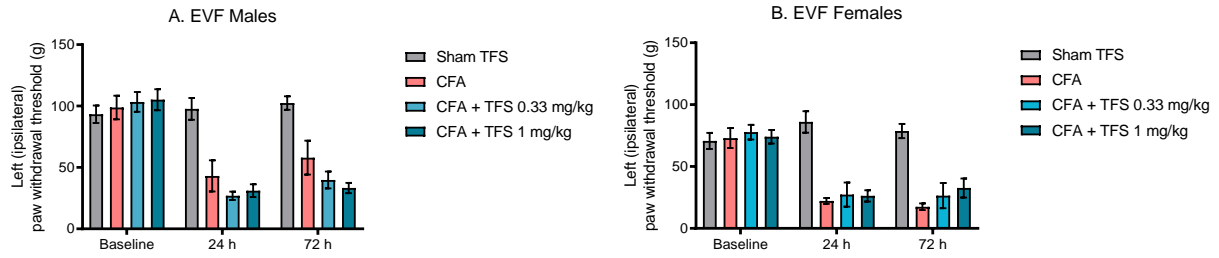 A. EVF Males
Left (ipsilateral)
paw withdrawal threshold (g)
150
100
50
0
Baseline
24 h
72 h
Sham TFS
CFA
CFA + TFS 0.33 mg/kg
CFA + TFS 1 mg/kg
B. EVF Females
Left (ipsilateral)
paw withdrawal threshold (g)
150
100
50
0
Baseline
24 h
72 h
Sham TFS
CFA
CFA + TFS 0.33 mg/kg
CFA + TFS 1 mg/kg